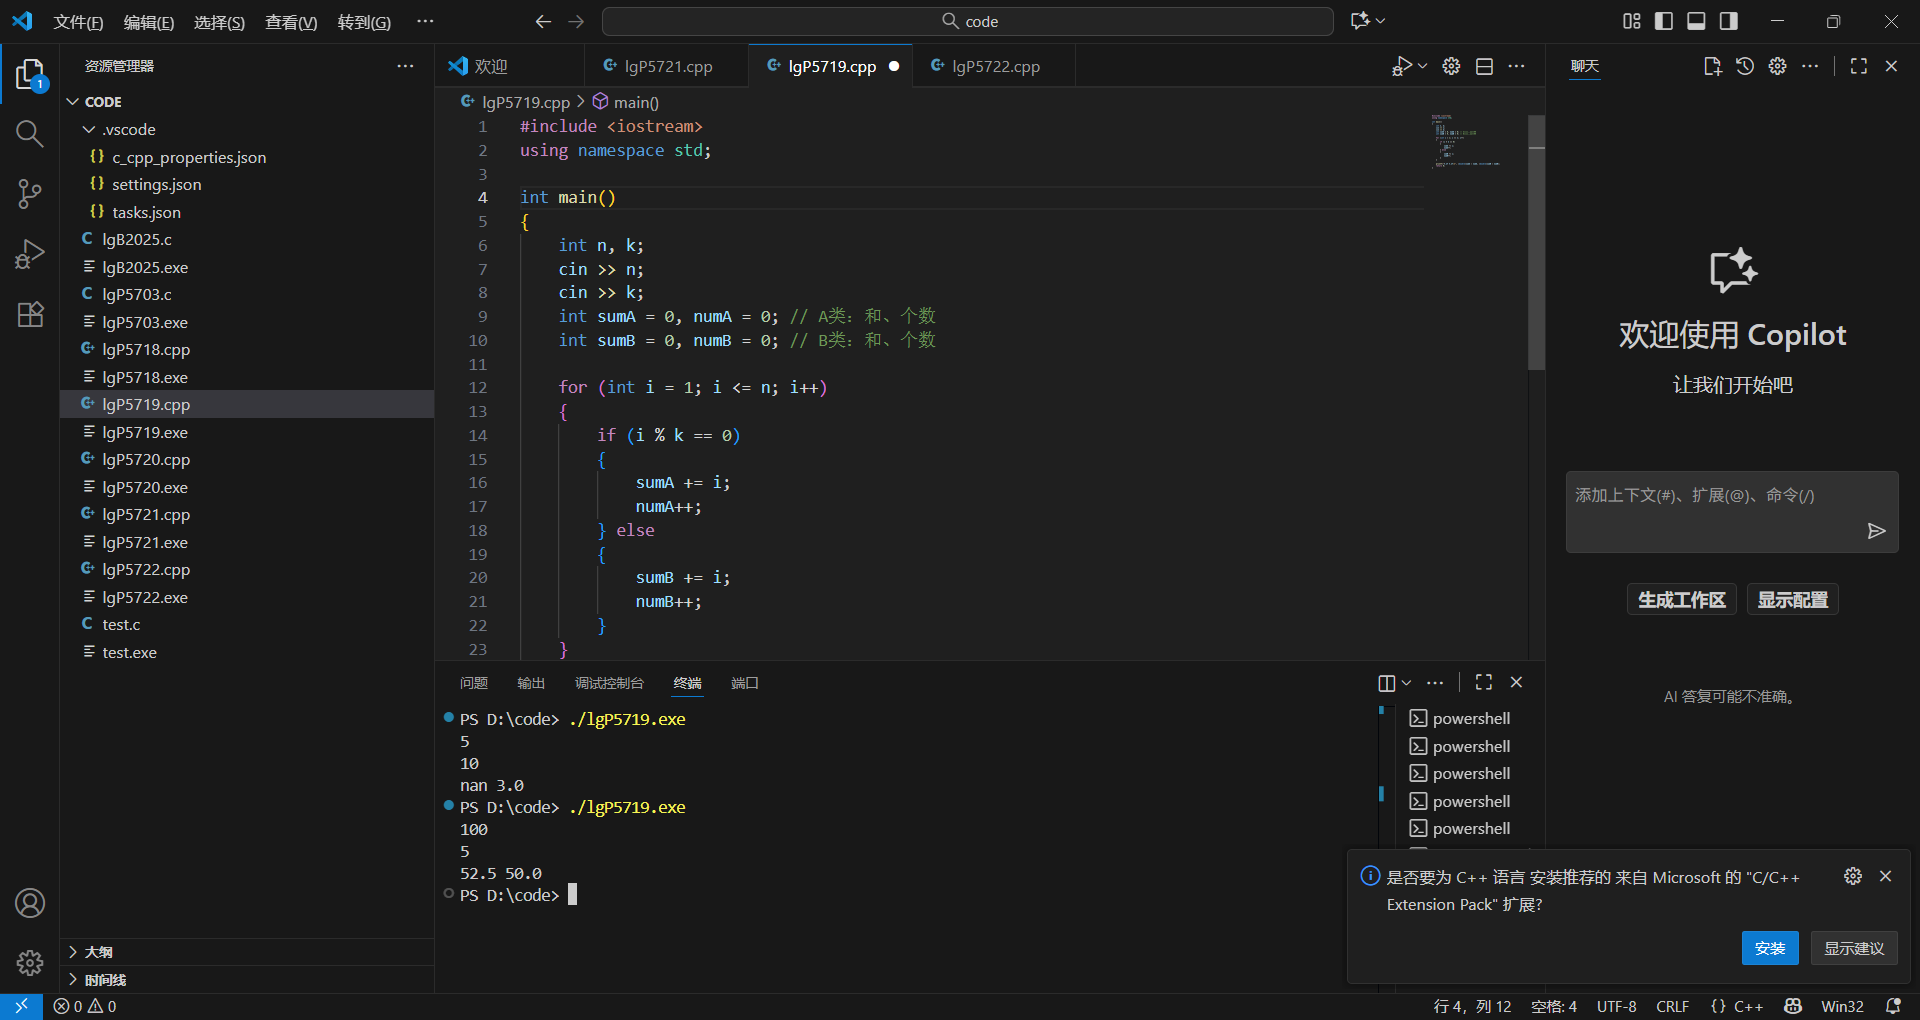 文件(F) 编辑(E) 选择(S) 查看(V) 转到(G) ···
code
资源管理器
CODE
.vscode
{} c_cpp_properties.json
{} settings.json
{} tasks.json
C lgB2025.c
lgB2025.exe
C lgP5703.c
lgP5703.exe
C+ lgP5718.cpp
lgP5718.exe
C+ lgP5719.cpp
lgP5719.exe
C+ lgP5720.cpp
lgP5720.exe
C+ lgP5721.cpp
lgP5721.exe
C+ lgP5722.cpp
lgP5722.exe
C test.c
test.exe
大纲
时间线
1
欢迎 lgP5721.cpp lgP5719.cpp lgP5722.cpp
lgP5719.cpp > main()
1 #include <iostream>
2 using namespace std;
3
4 int main()
5 {
6 int n, k;
7 cin >> n;
8 cin >> k;
9 int sumA = 0, numA = 0; // A类：和、个数
10 int sumB = 0, numB = 0; // B类：和、个数
11
12 for (int i = 1; i <= n; i++)
13 {
14 if (i % k == 0)
15 {
16 sumA += i;
17 numA++;
18 } else
19 {
20 sumB += i;
21 numB++;
22 }
23 }
问题 输出 调试控制台 终端 端口
PS D:\code> ./lgP5719.exe
5
10
nan 3.0
PS D:\code> ./lgP5719.exe
100
5
52.5 50.0
PS D:\code>
powershell
powershell
powershell
powershell
powershell
聊天
欢迎使用 Copilot
让我们开始吧
添加上下文(#)、扩展(@)、命令(/)
生成工作区 显示配置
AI 答复可能不准确。
是否要为 C++ 语言 安装推荐的 来自 Microsoft 的 "C/C++
Extension Pack" 扩展?
安装 显示建议
0 0
行 4，列 12 空格: 4 UTF-8 CRLF {} C++ Win32